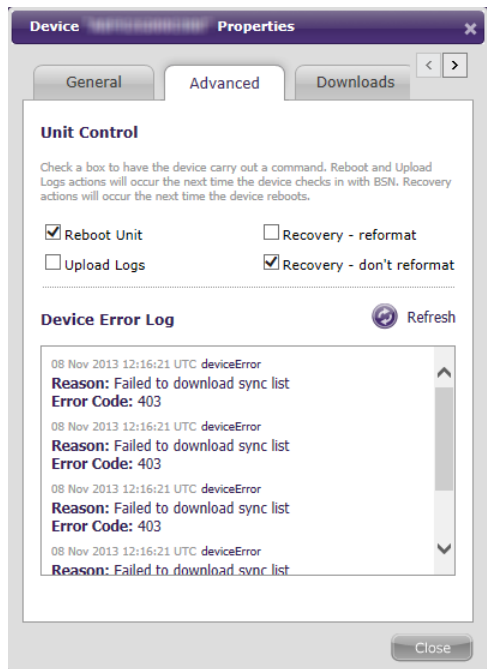 Device Properties
General Advanced Downloads
Unit Control
Check a box to have the device carry out a command. Reboot and Upload
Logs actions will occur the next time the device checks in with BSN. Recovery
actions will occur the next time the device reboots.
Reboot Unit Recovery - reformat
Upload Logs Recovery - don't reformat
Device Error Log Refresh
08 Nov 2013 12:16:21 UTC deviceError
Reason: Failed to download sync list
Error Code: 403
08 Nov 2013 12:16:21 UTC deviceError
Reason: Failed to download sync list
Error Code: 403
08 Nov 2013 12:16:21 UTC deviceError
Reason: Failed to download sync list
Error Code: 403
08 Nov 2013 12:16:21 UTC deviceError
Reason: Failed to download sync list
Close